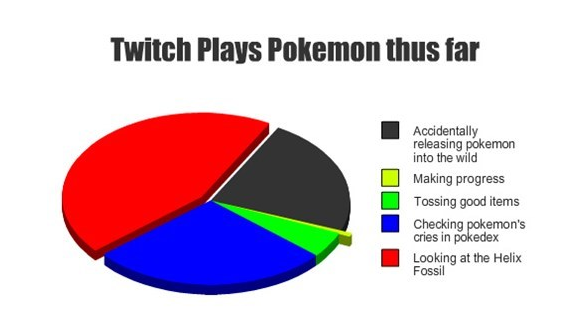 Twitch Plays Pokemon thus far
Accidentally
releasing pokemon
into the wild
Making progress
Tossing good items
Checking pokemon's
cries in pokedex
Looking at the Helix
Fossil